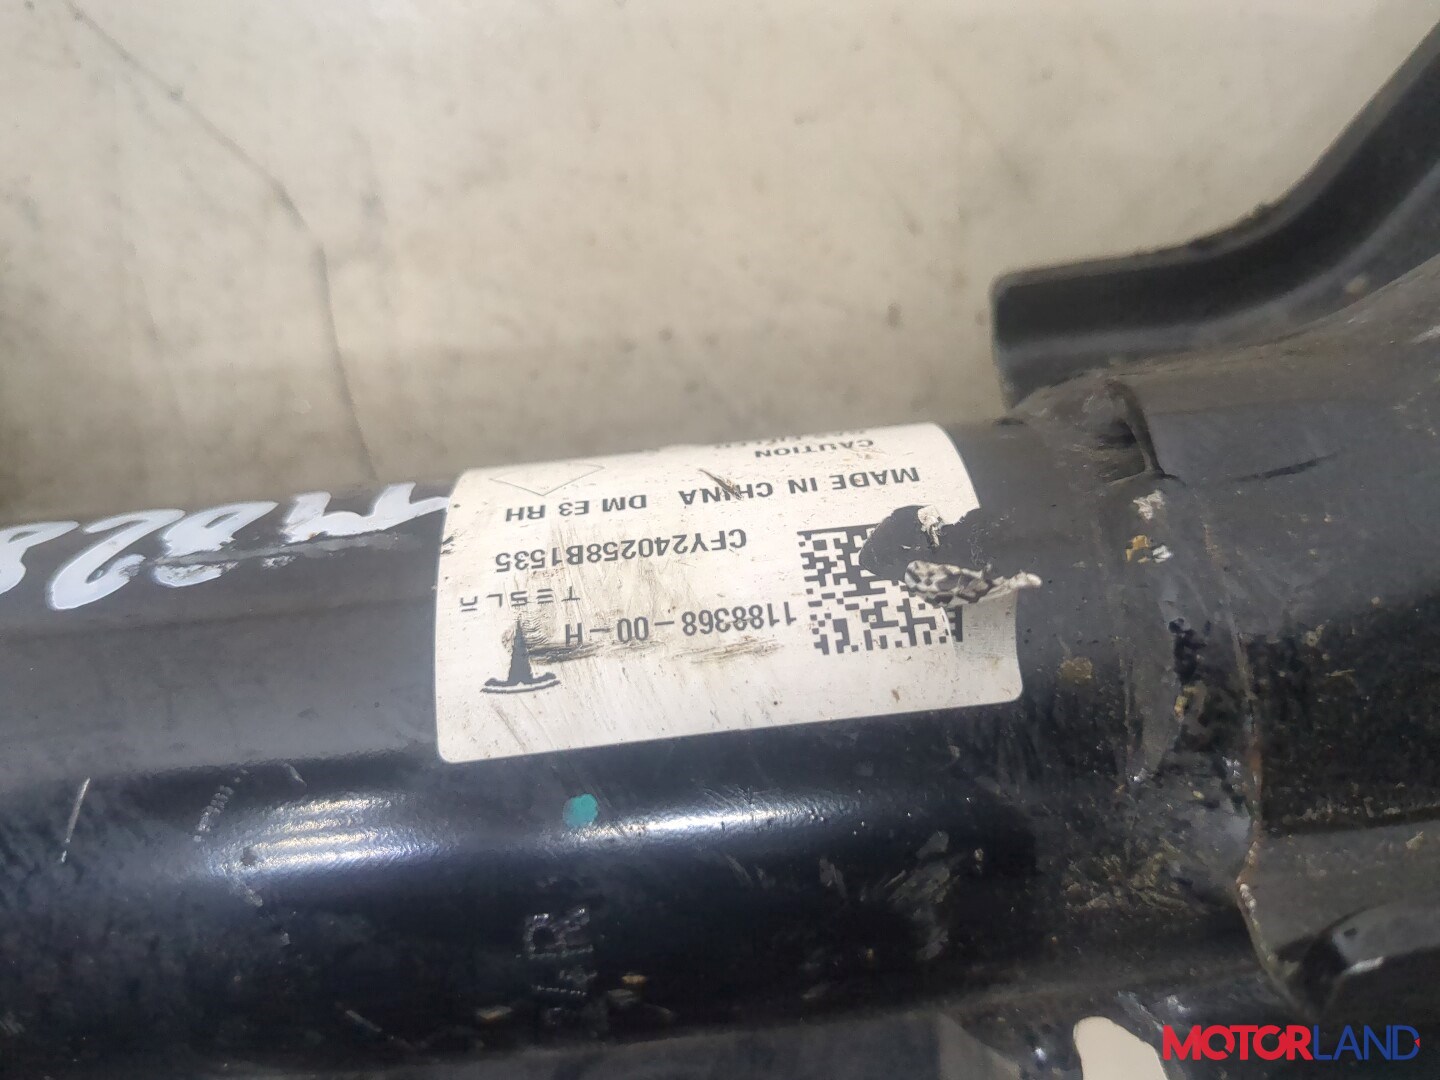 TESLA
1188368-00-H
CFY240258B1535
MADE IN CHINA DM E3 RH
CAUTION
MOTORLAND